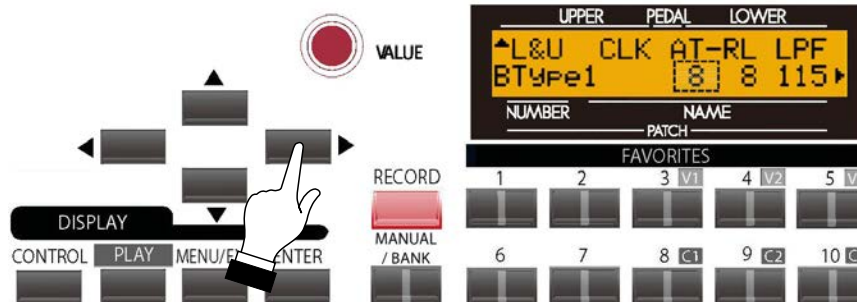 VALUE
UPPER PEDAL LOWER
L&U CLK AT-RL LPF
BType1 8 8 115
NUMBER NAME
PATCH
FAVORITES
RECORD
1 2 3 V1 4 V2 5
DISPLAY
CONTROL PLAY MENU/
MANUAL
/ BANK
6 7 8 C1 9 C2 10